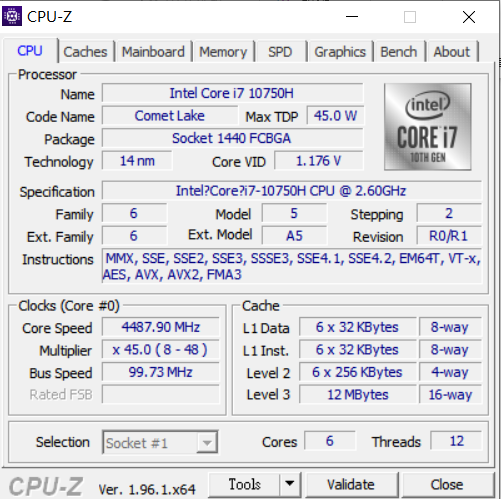 CPU-Z
CPU Caches Mainboard Memory SPD Graphics Bench About
Processor
Name Intel Core i7 10750H
Code Name Comet Lake Max TDP 45.0 W
Package Socket 1440 FCBGA
Technology 14 nm Core VID 1.176 V
intel
CORE i7
10TH GEN
Specification Intel?Core?i7-10750H CPU @ 2.60GHz
Family 6 Model 5 Stepping 2
Ext. Family 6 Ext. Model A5 Revision R0/R1
Instructions MMX, SSE, SSE2, SSE3, SSSE3, SSE4.1, SSE4.2, EM64T, VT-x,
AES, AVX, AVX2, FMA3
Clocks (Core #0)
Core Speed 4487.90 MHz
Multiplier x 45.0 ( 8 - 48 )
Bus Speed 99.73 MHz
Rated FSB
Cache
L1 Data 6 x 32 KBytes 8-way
L1 Inst. 6 x 32 KBytes 8-way
Level 2 6 x 256 KBytes 4-way
Level 3 12 MBytes 16-way
Selection Socket #1 Cores 6 Threads 12
CPU-Z Ver. 1.96.1.x64 Tools Validate Close